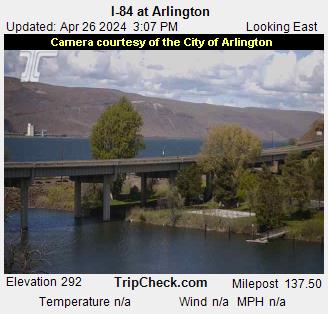 I-84 at Arlington
Updated: Apr 26 2024 3:07 PM Looking East
Camera courtesy of the City of Arlington
Elevation 292 TripCheck.com Milepost 137.50
Temperature n/a Wind n/a MPH n/a